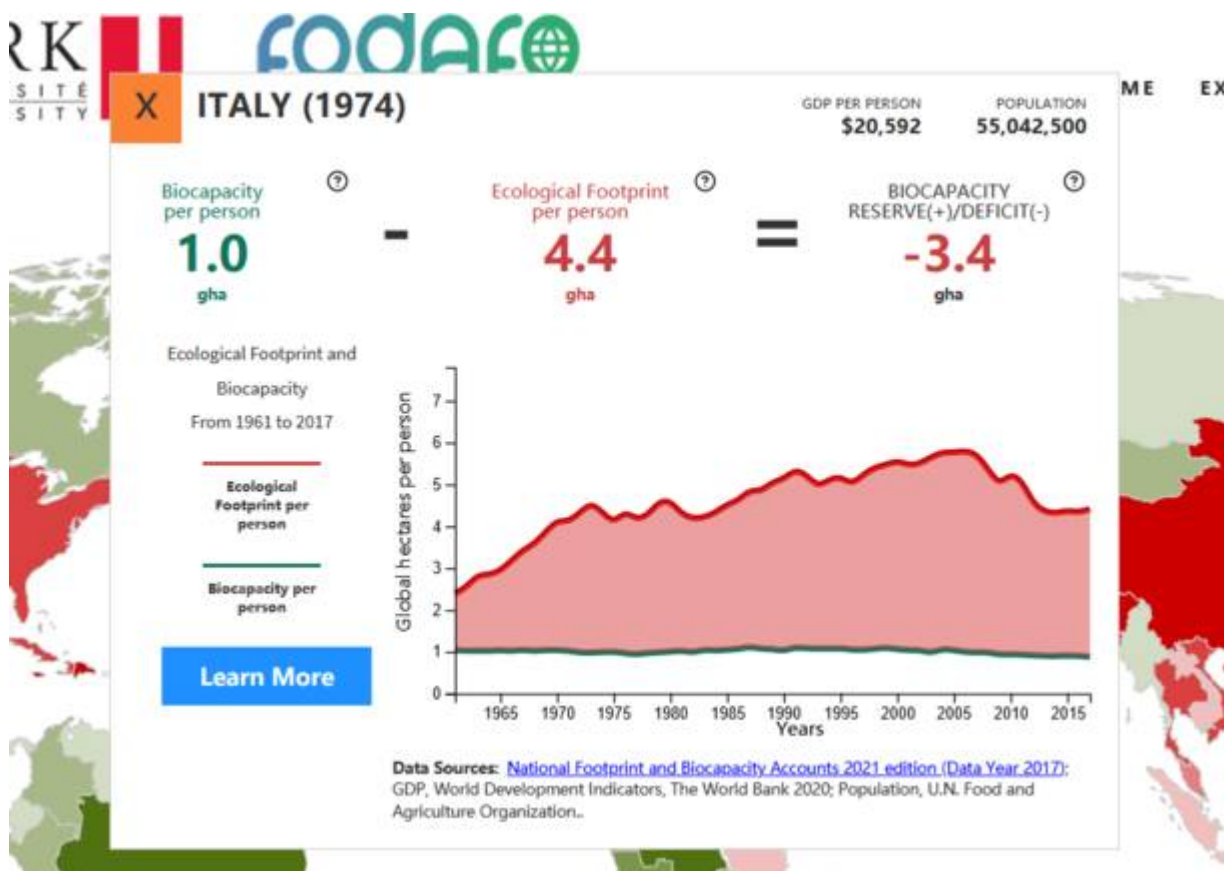 RK
SITÉ
SITY
U
fodafo
ME EX
X ITALY (1974)
GDP PER PERSON
$20,592
POPULATION
55,042,500
Biocapacity
per person
1.0
gha
?
-
Ecological Footprint
per person
4.4
gha
?
=
BIOCAPACITY
RESERVE(+)/DEFICIT(-)
-3.4
gha
?
Ecological Footprint and
Biocapacity
From 1961 to 2017
Ecological
Footprint per
person
Biocapacity per
person
Learn More
Global hectares per person
7
6
5
4
3
2
1
0
1965 1970 1975 1980 1985 1990 1995 2000 2005 2010 2015
Years
Data Sources: National Footprint and Biocapacity Accounts 2021 edition (Data Year 2017);
GDP, World Development Indicators, The World Bank 2020; Population, U.N. Food and
Agriculture Organization..